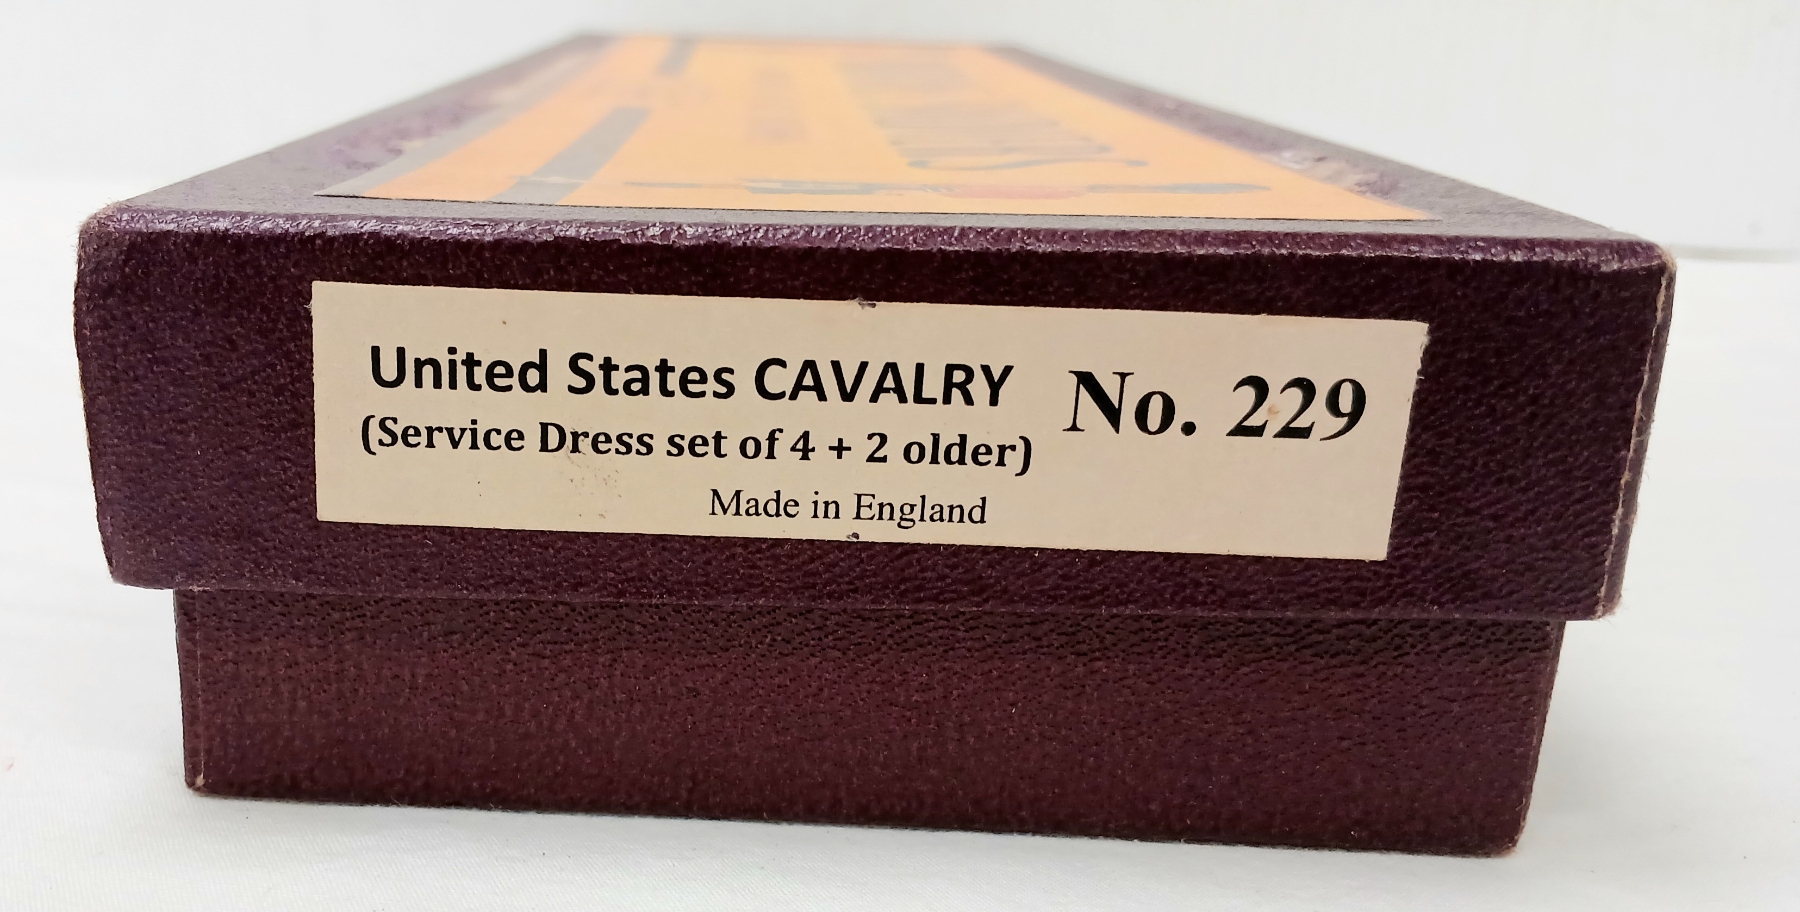 United States CAVALRY No. 229
(Service Dress set of 4 + 2 older)
Made in England